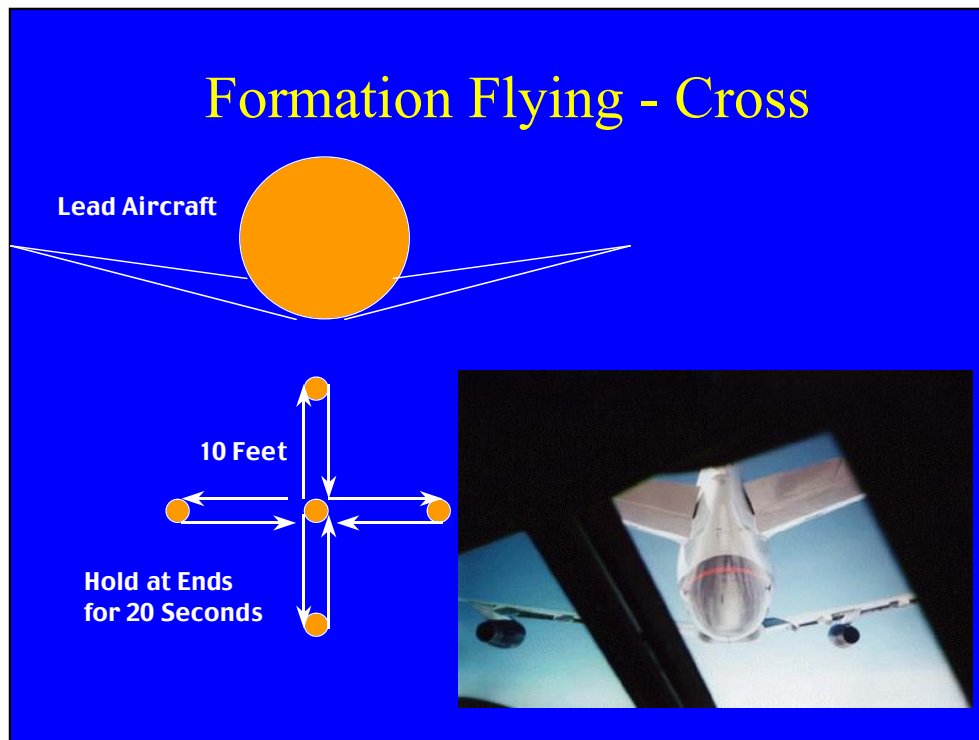 Formation Flying - Cross
Lead Aircraft
10 Feet
Hold at Ends
for 20 Seconds